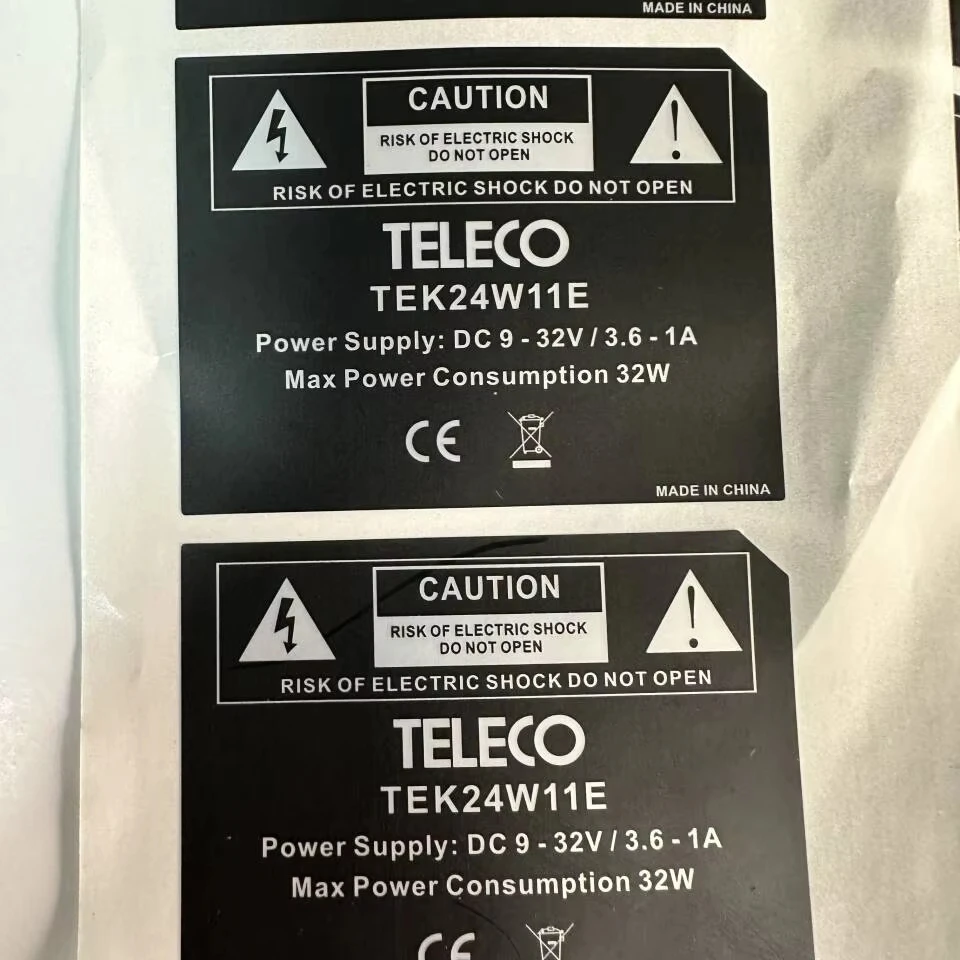 MADE IN CHINA
CAUTION
RISK OF ELECTRIC SHOCK
DO NOT OPEN
RISK OF ELECTRIC SHOCK DO NOT OPEN
TELECO
TEK24W11E
Power Supply: DC 9 - 32V / 3.6 - 1A
Max Power Consumption 32W
CE
MADE IN CHINA
CAUTION
RISK OF ELECTRIC SHOCK
DO NOT OPEN
RISK OF ELECTRIC SHOCK DO NOT OPEN
TELECO
TEK24W11E
Power Supply: DC 9 - 32V / 3.6 - 1A
Max Power Consumption 32W
CE